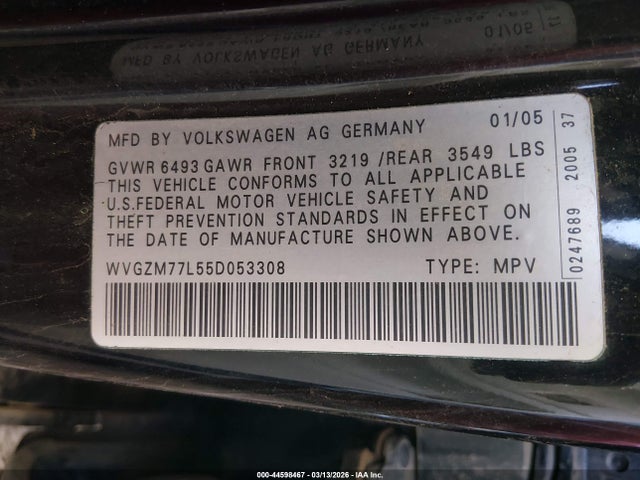 MFD BY VOLKSWAGEN AG GERMANY 01/05
GVWR 6493 GAWR FRONT 3219 /REAR 3549 LBS
THIS VEHICLE CONFORMS TO ALL APPLICABLE
U.S.FEDERAL MOTOR VEHICLE SAFETY AND
THEFT PREVENTION STANDARDS IN EFFECT ON
THE DATE OF MANUFACTURE SHOWN ABOVE.
WVGZM77L55D053308 TYPE: MPV
0247689 2005 37
000-44598467 | 03/13/2026 - IAA Inc.